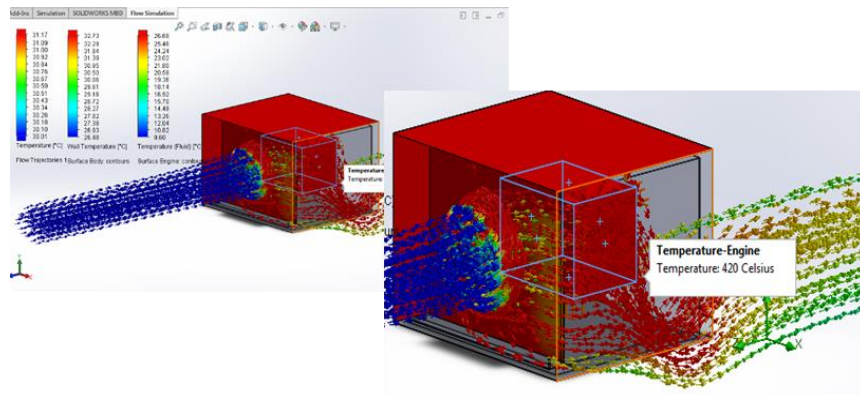 Add-Ins Simulation SOLIDWORKS MBD Flow Simulation
31.17 32.73 26.68
31.09 32.28 25.46
31.00 31.84 24.24
30.92 31.39 23.02
30.84 30.95 21.80
30.76 30.50 20.58
30.67 30.06 19.36
30.59 29.61 18.14
30.51 29.16 16.92
30.43 28.72 15.70
30.34 28.27 14.48
30.26 27.82 13.26
30.18 27.38 12.04
30.10 26.93 10.82
30.01 26.48 9.60
Temperature [°C] Wall Temperature [°C] Temperature (Fluid) [°C]
Flow Trajectories 1 Surface Body: contours Surface Engine: contours
Temperature
Temperature
Temperature-Engine
Temperature: 420 Celsius
Z X